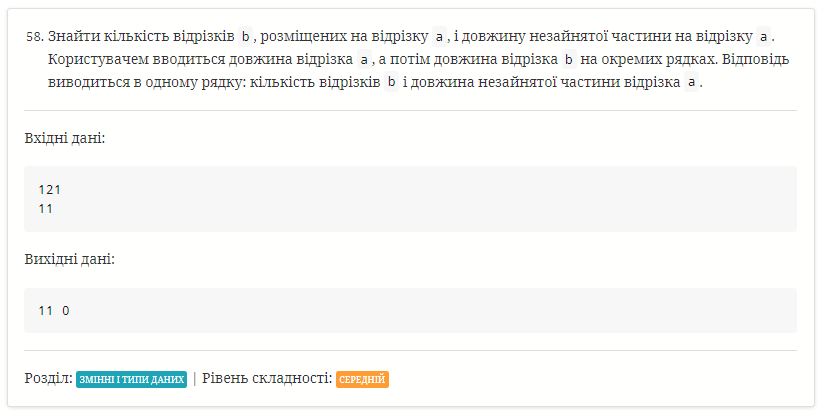 58. Знайти кількість відрізків b, розміщених на відрізку a, і довжину незайнятої частини на відрізку a.
Користувачем вводиться довжина відрізка a, а потім довжина відрізка b на окремих рядках. Відповідь
виводиться в одному рядку: кількість відрізків b і довжина незайнятої частини відрізка a.
Вхідні дані:
121
11
Вихідні дані:
11 0
Розділ: ЗМІННІ І ТИПИ ДАНИХ | Рівень складності: СЕРЕДНІЙ